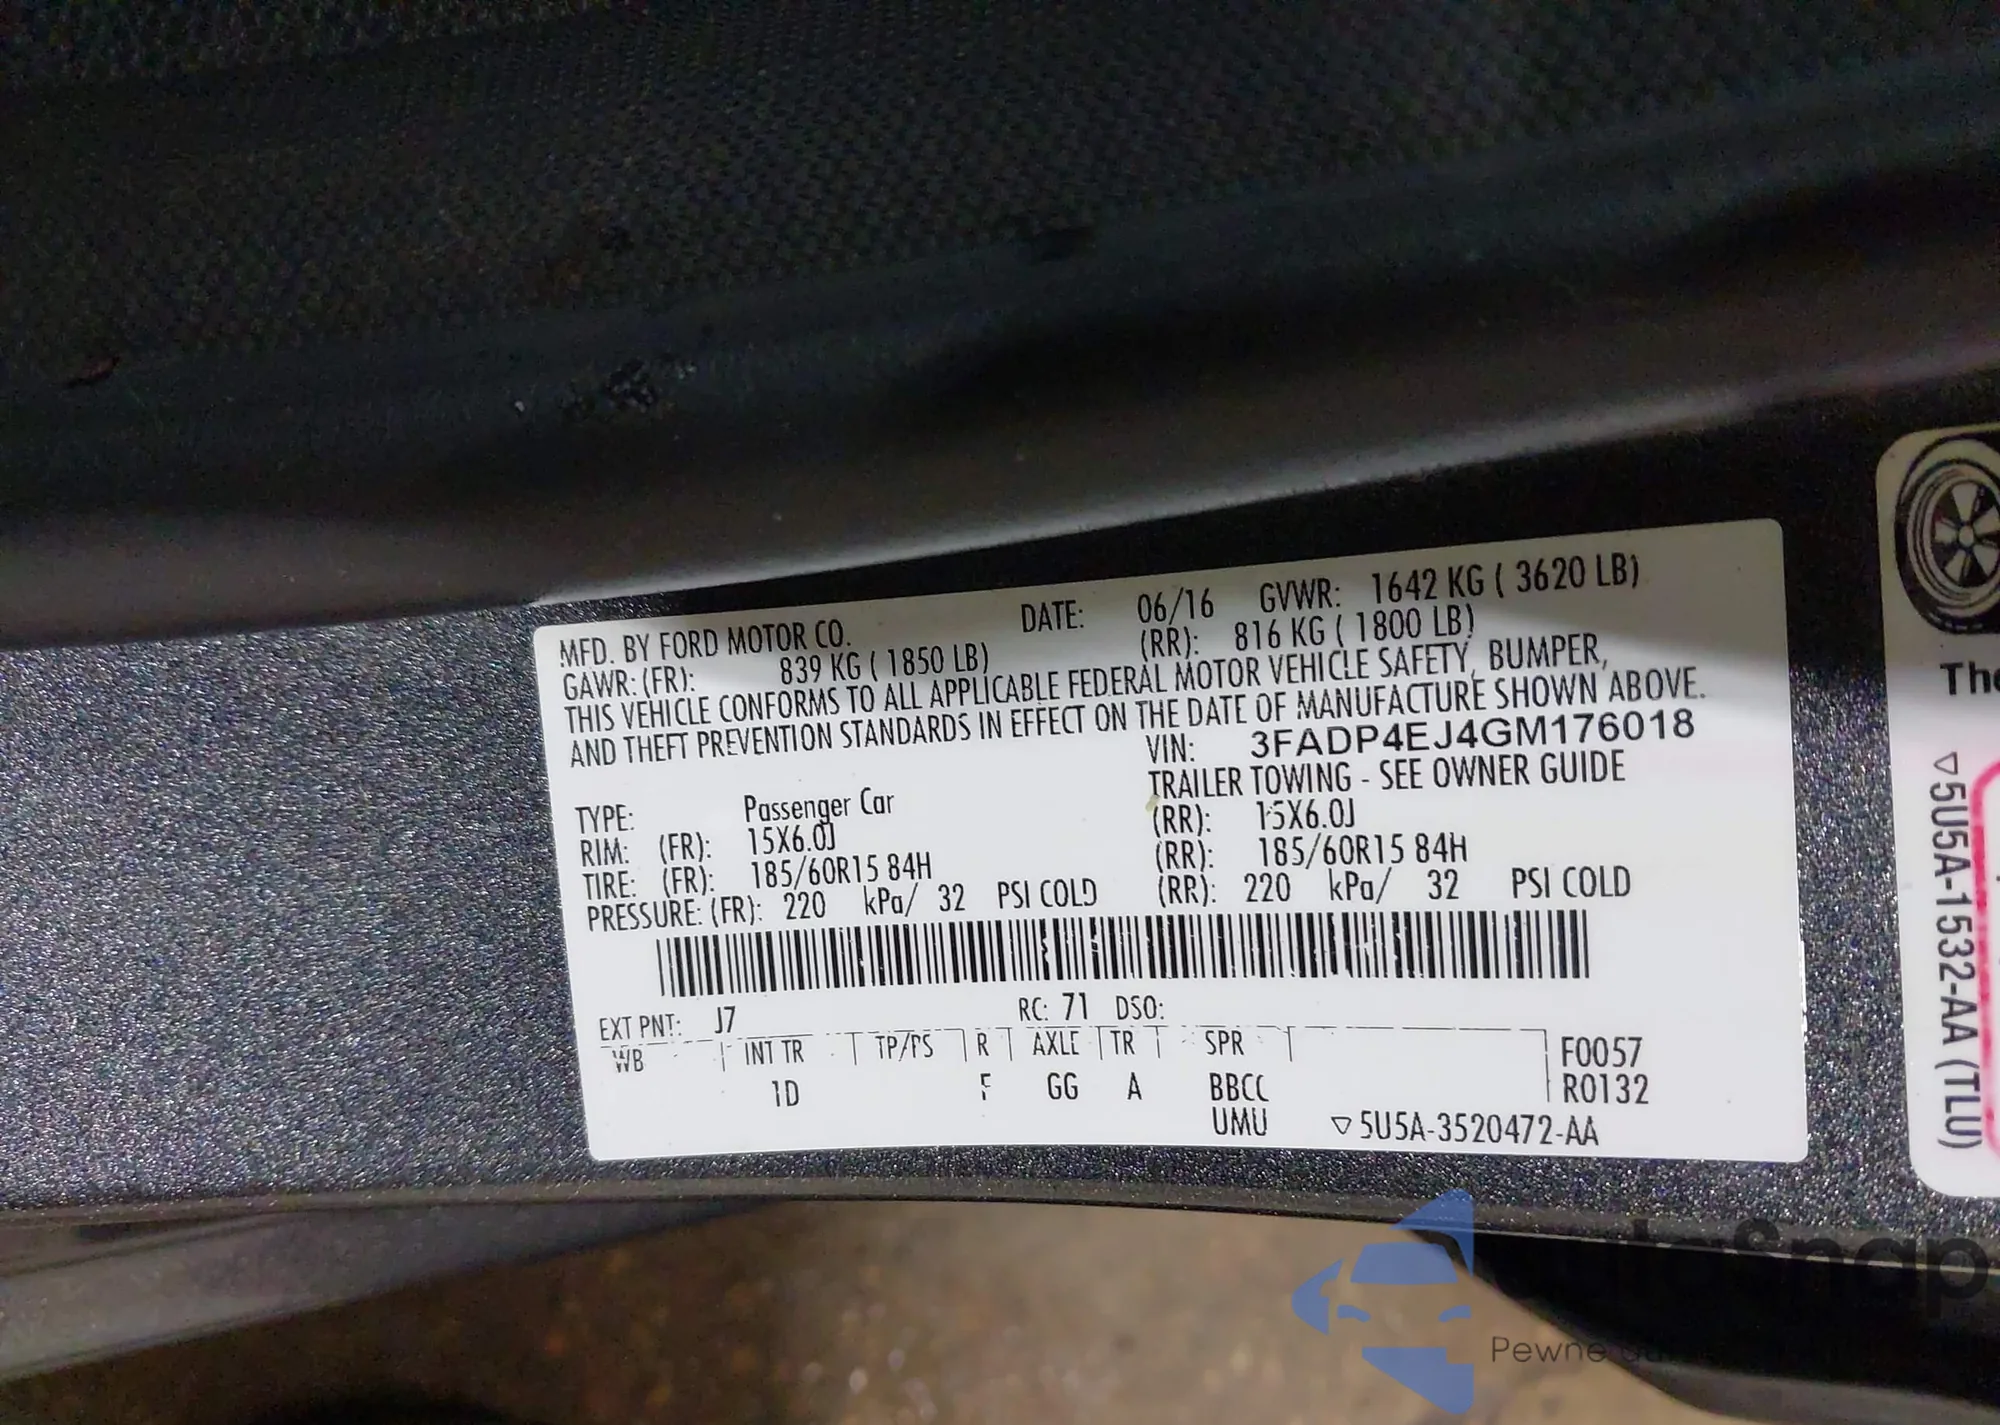 MFD. BY FORD MOTOR CO. DATE: 06/16 GVWR: 1642 KG ( 3620 LB)
GAWR: (FR): 839 KG ( 1850 LB) (RR): 816 KG ( 1800 LB)
THIS VEHICLE CONFORMS TO ALL APPLICABLE FEDERAL MOTOR VEHICLE SAFETY, BUMPER,
AND THEFT PREVENTION STANDARDS IN EFFECT ON THE DATE OF MANUFACTURE SHOWN ABOVE.
VIN: 3FADP4EJ4GM176018
TRAILER TOWING - SEE OWNER GUIDE
TYPE: Passenger Car
RIM: (FR): 15X6.0J (RR): 15X6.0J
TIRE: (FR): 185/60R15 84H (RR): 185/60R15 84H
PRESSURE: (FR): 220 kPa/ 32 PSI COLD (RR): 220 kPa/ 32 PSI COLD
EXT PNT: J7 RC: 71 DSO:
WB INT TR TP/PS R AXLE TR SPR F0057
1D F GG A BBCC R0132
UMU ▽5U5A-3520472-AA
The
▽5U5A-1532-AA (TLU)
AutoSnap
Pewne